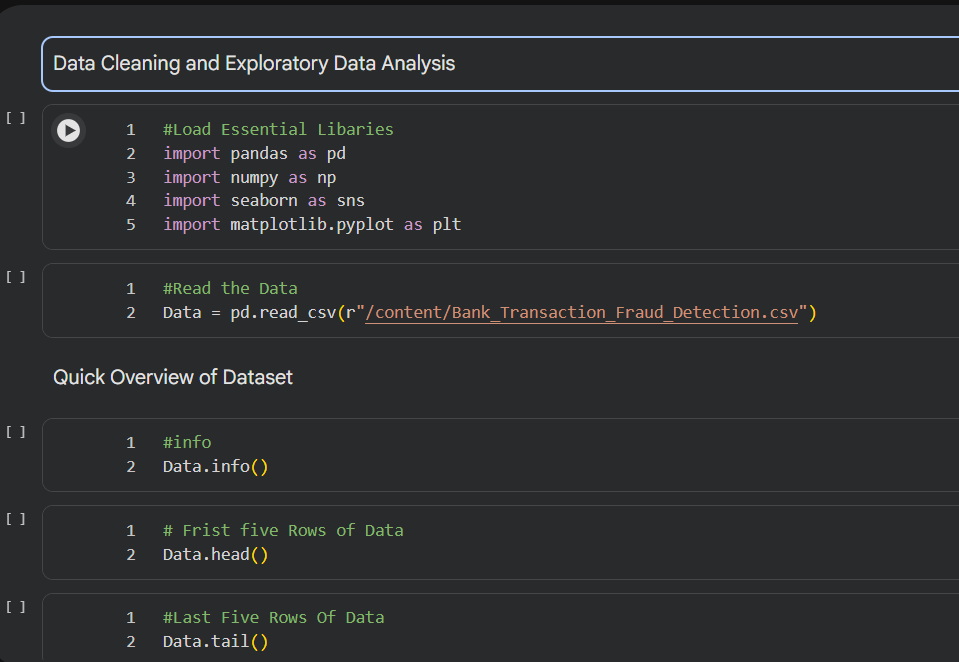 Data Cleaning and Exploratory Data Analysis
[ ]
1 #Load Essential Libaries
2 import pandas as pd
3 import numpy as np
4 import seaborn as sns
5 import matplotlib.pyplot as plt
[ ]
1 #Read the Data
2 Data = pd.read_csv(r"/content/Bank_Transaction_Fraud_Detection.csv")
Quick Overview of Dataset
[ ]
1 #info
2 Data.info()
[ ]
1 # Frist five Rows of Data
2 Data.head()
[ ]
1 #Last Five Rows Of Data
2 Data.tail()